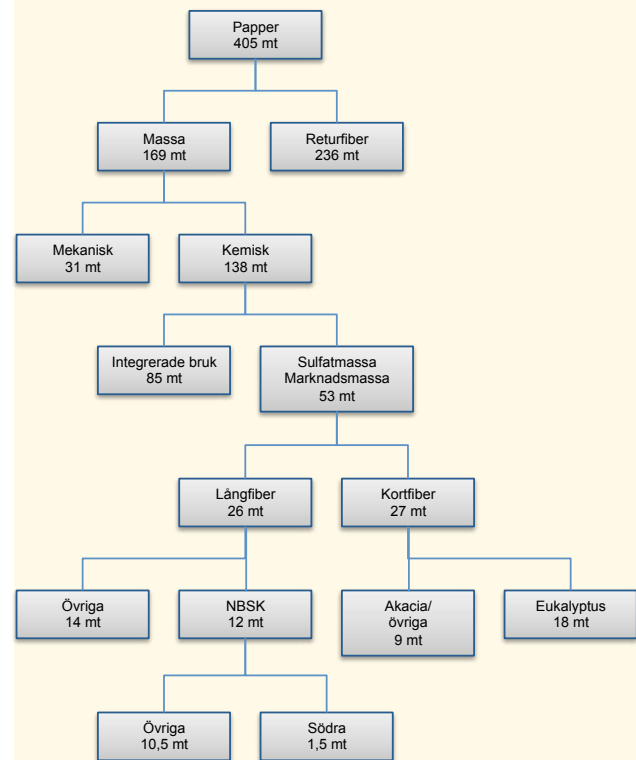 Papper
405 mt
Massa
169 mt
Returfiber
236 mt
Mekanisk
31 mt
Kemisk
138 mt
Integrerade bruk
85 mt
Sulfatmassa
Marknadsmassa
53 mt
Långfiber
26 mt
Kortfiber
27 mt
Övriga
14 mt
NBSK
12 mt
Akacia/
övriga
9 mt
Eukalyptus
18 mt
Övriga
10,5 mt
Södra
1,5 mt